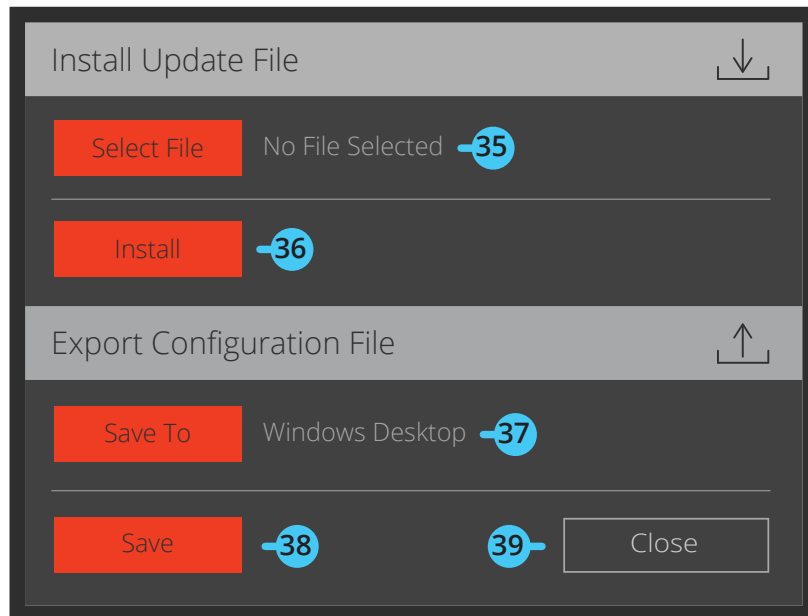 Install Update File
Select File No File Selected 35
Install 36
Export Configuration File
Save To Windows Desktop 37
Save 38 39 Close